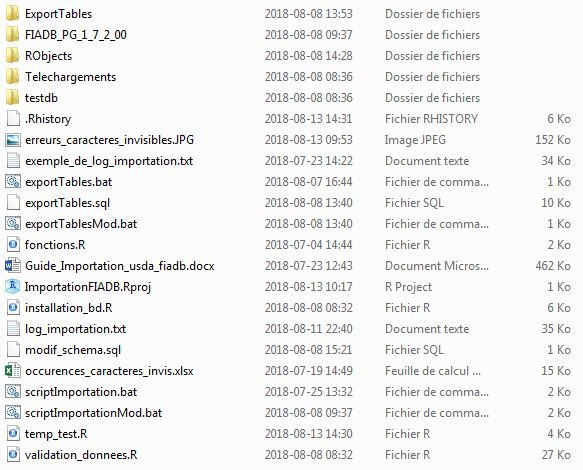 ExportTables 2018-08-08 13:53 Dossier de fichiers
FIADB_PG_1_7_2_00 2018-08-08 09:37 Dossier de fichiers
RObjects 2018-08-08 14:28 Dossier de fichiers
Telechargements 2018-08-08 08:36 Dossier de fichiers
testdb 2018-08-08 08:36 Dossier de fichiers
.Rhistory 2018-08-13 14:31 Fichier RHISTORY 6 Ko
erreurs_caracteres_invisibles.JPG 2018-08-13 09:53 Image JPEG 152 Ko
exemple_de_log_importation.txt 2018-07-23 14:22 Document texte 34 Ko
exportTables.bat 2018-08-07 16:44 Fichier de comma... 1 Ko
exportTables.sql 2018-08-08 13:40 Fichier SQL 10 Ko
exportTablesMod.bat 2018-08-08 13:40 Fichier de comma... 2 Ko
fonctions.R 2018-07-04 14:44 Fichier R 2 Ko
Guide_Importation_usda_fiadb.docx 2018-07-23 12:43 Document Micros... 462 Ko
ImportationFIADB.Rproj 2018-08-13 10:17 R Project 1 Ko
installation_bd.R 2018-08-08 08:32 Fichier R 6 Ko
log_importation.txt 2018-08-11 22:40 Document texte 35 Ko
modif_schema.sql 2018-08-08 15:21 Fichier SQL 1 Ko
occurences_caracteres_invis.xlsx 2018-07-19 14:49 Feuille de calcul ... 15 Ko
scriptImportation.bat 2018-07-25 13:32 Fichier de comma... 2 Ko
scriptImportationMod.bat 2018-08-08 09:37 Fichier de comma... 2 Ko
temp_test.R 2018-08-13 14:30 Fichier R 4 Ko
validation_donnees.R 2018-08-08 08:32 Fichier R 27 Ko